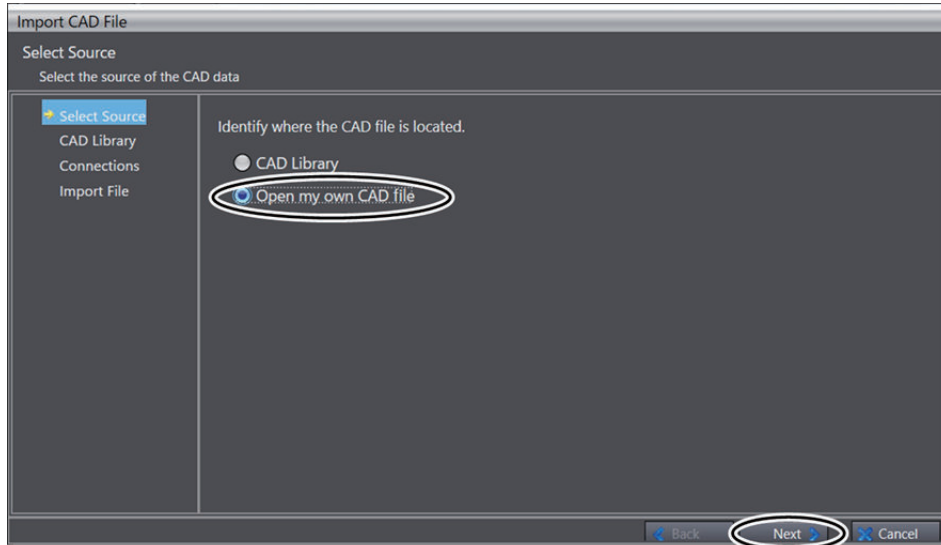 Import CAD File
Select Source
Select the source of the CAD data
Select Source
CAD Library
Connections
Import File
Identify where the CAD file is located.
CAD Library
Open my own CAD file
Back
Next
Cancel